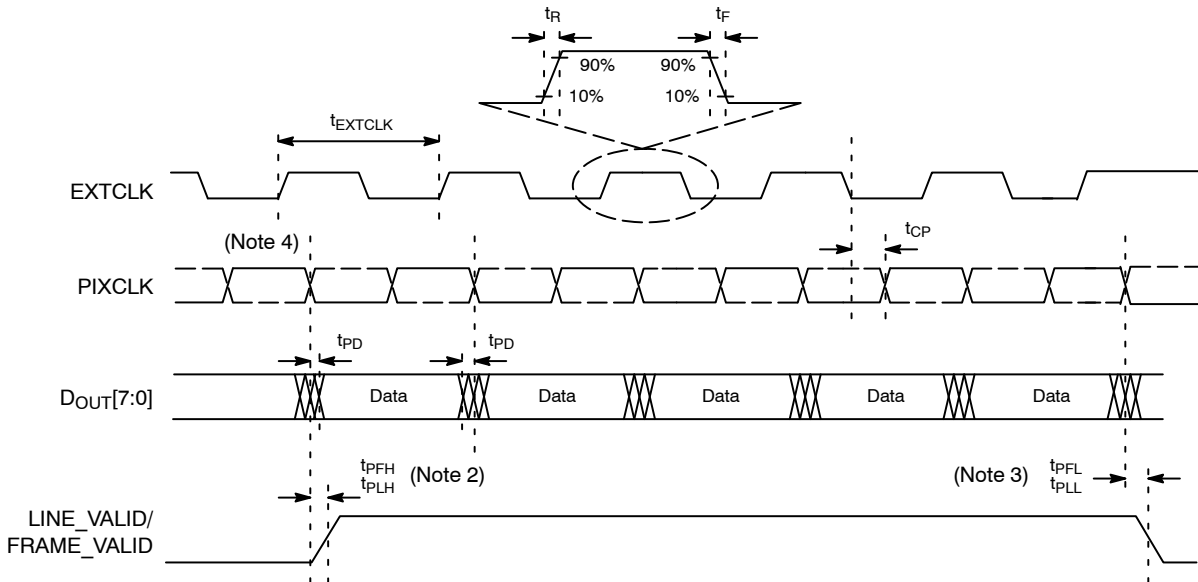 tR tF
90% 90%
10% 10%
tEXTCLK
EXTCLK
tCP
(Note 4)
PIXCLK
tPD tPD
DOUT[7:0] Data Data Data Data Data
tPFH
tPLH
(Note 2)
(Note 3)
tPFL
tPLL
LINE_VALID/
FRAME_VALID